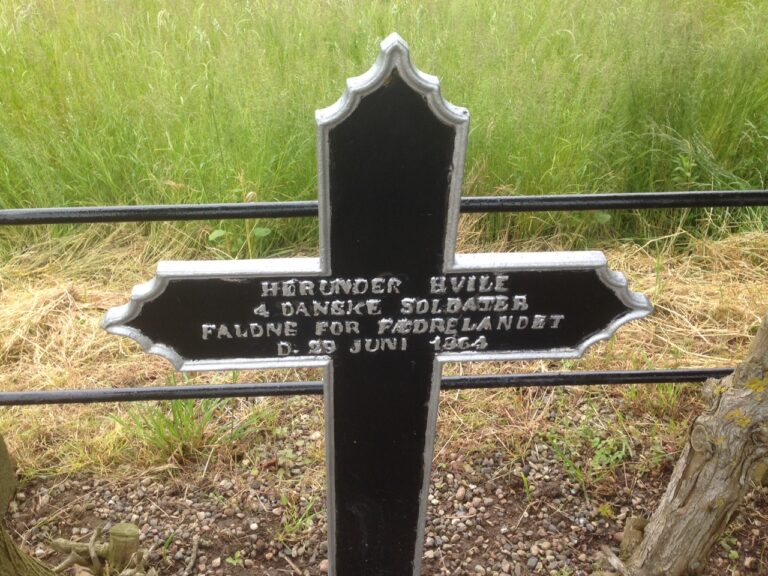 HERUNDER HVILE
4 DANSKE SOLDATER
FALDNE FOR FÆDRELANDET
D. 29 JUNI 1864